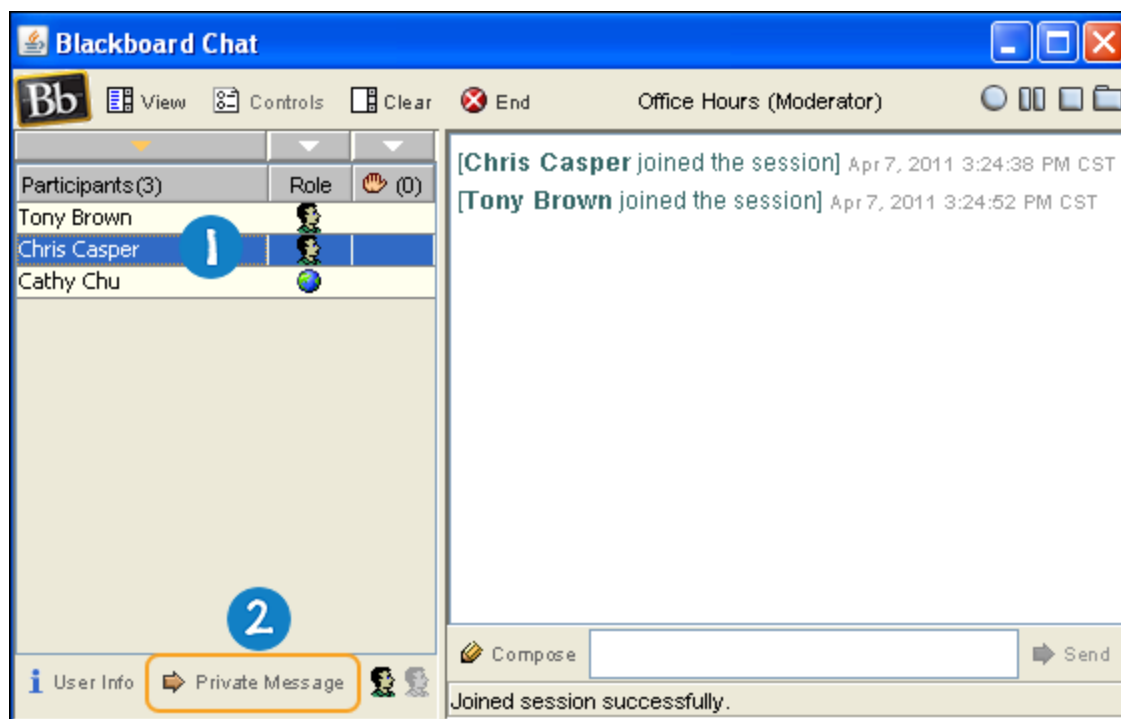 Blackboard Chat
Bb View Controls Clear End Office Hours (Moderator)
Participants(3) Role (0)
Tony Brown
Chris Casper 1
Cathy Chu
[Chris Casper joined the session] Apr 7, 2011 3:24:38 PM CST
[Tony Brown joined the session] Apr 7, 2011 3:24:52 PM CST
2
i User Info Private Message
Compose Send
Joined session successfully.